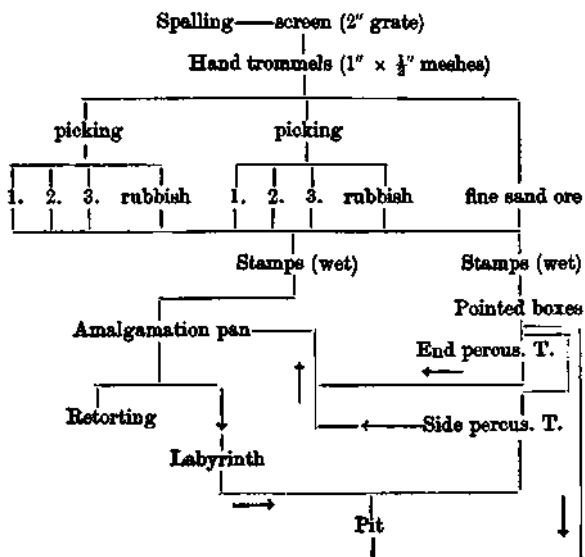 Spalling screen (2" grate)
Hand trommels (1" × ½" meshes)
picking picking
1. 2. 3. rubbish 1. 2. 3. rubbish fine sand ore
Stamps (wet) Stamps (wet)
Pointed boxes
Amalgamation pan
End percus. T.
Retorting
Side percus. T.
Labyrinth
Pit